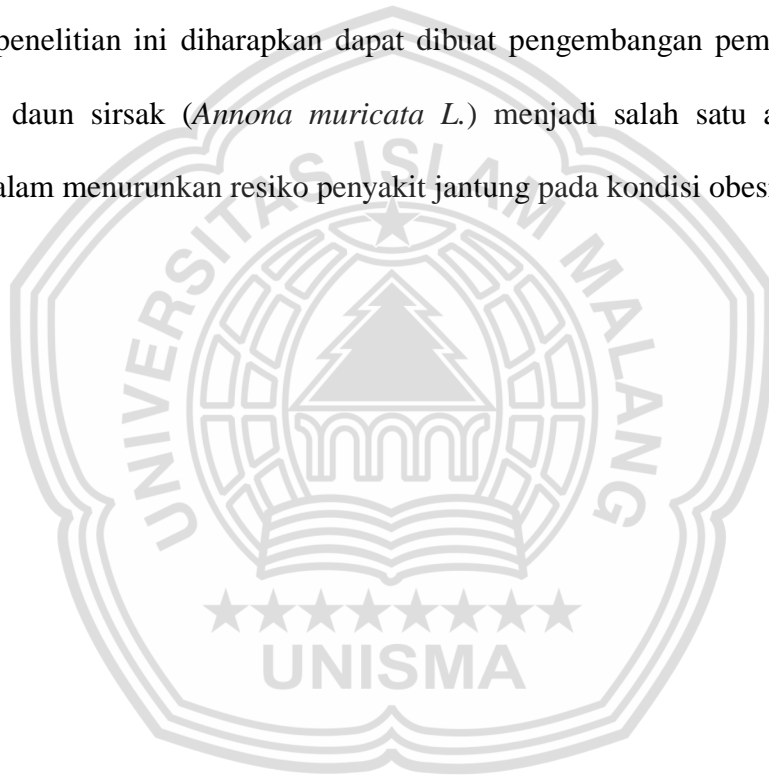 penelitian ini diharapkan dapat dibuat pengembangan pem
daun sirsak (Annona muricata L.) menjadi salah satu a
alam menurunkan resiko penyakit jantung pada kondisi obes
UNIVERSITAS ISLAM MALANG
UNISMA